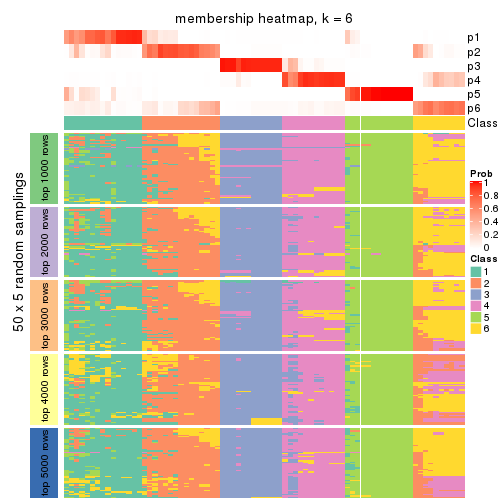 membership heatmap, k = 6
p1
p2
p3
p4
p5
p6
Class
50 x 5 random samplings
top 1000 rows
top 2000 rows
top 3000 rows
top 4000 rows
top 5000 rows
Prob
1
0.8
0.6
0.4
0.2
0
Class
1
2
3
4
5
6